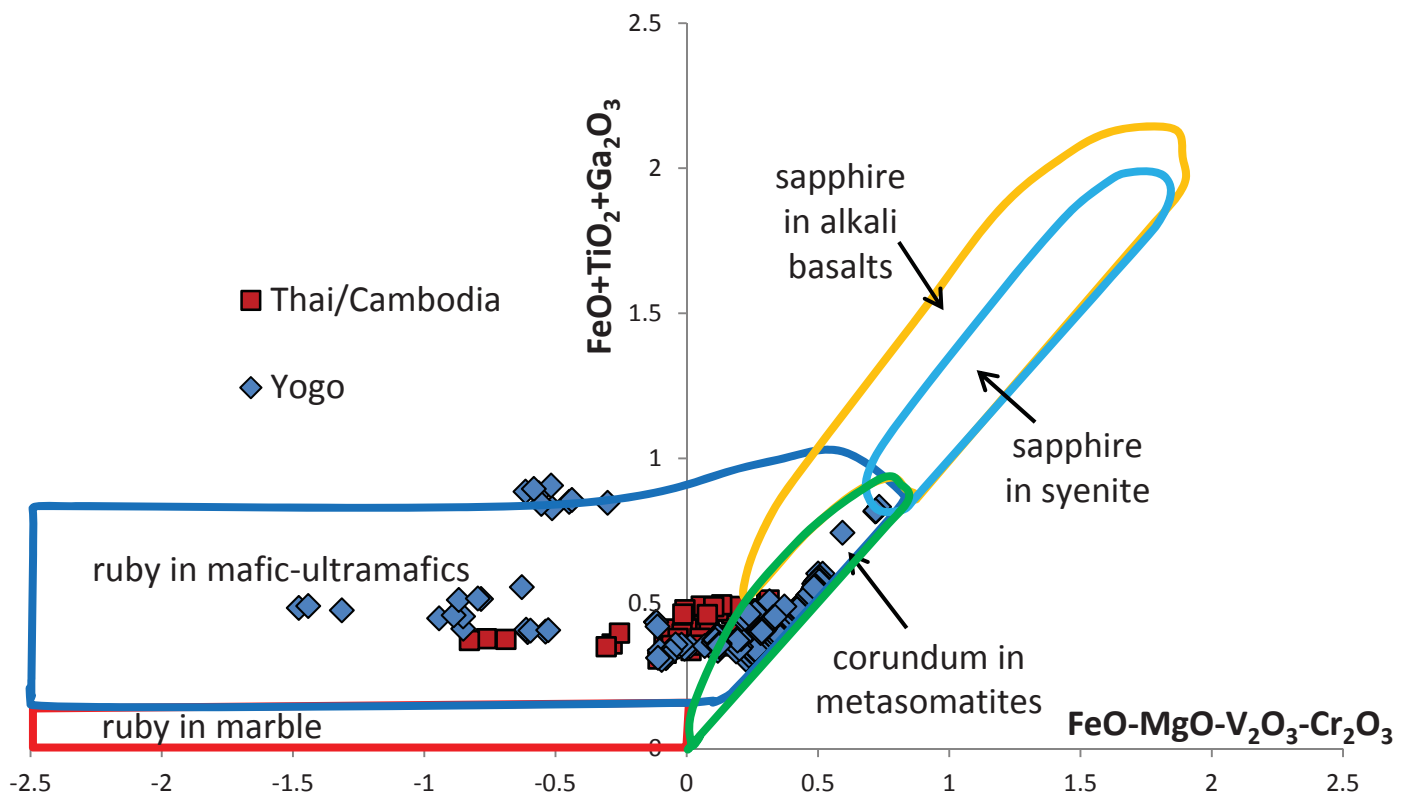 2.5
FeO+TiO₂+Ga₂O₃
2
sapphire
in alkali
basalts
Thai/Cambodia
1.5
Yogo
1
sapphire
in syenite
ruby in mafic-ultramafics
0.5
corundum in
metasomatites
ruby in marble
FeO-MgO-V₂O₃-Cr₂O₃
0
-2.5 -2 -1.5 -1 -0.5 0 0.5 1 1.5 2 2.5